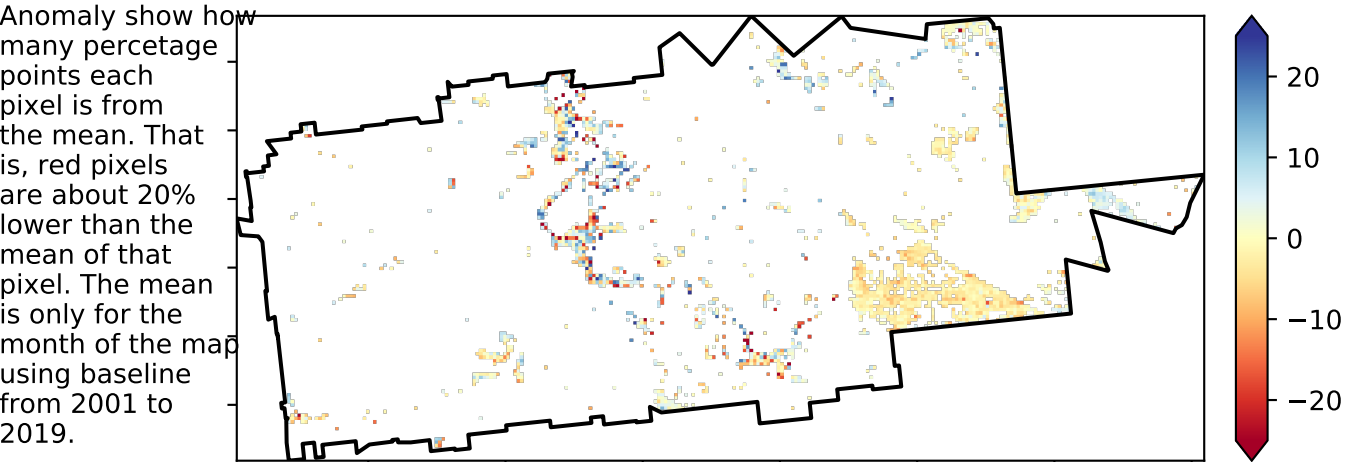 Anomaly show how
many percetage
points each
pixel is from
the mean. That
is, red pixels
are about 20%
lower than the
mean of that
pixel. The mean
is only for the
month of the map
using baseline
from 2001 to
2019.
20
10
0
−10
−20